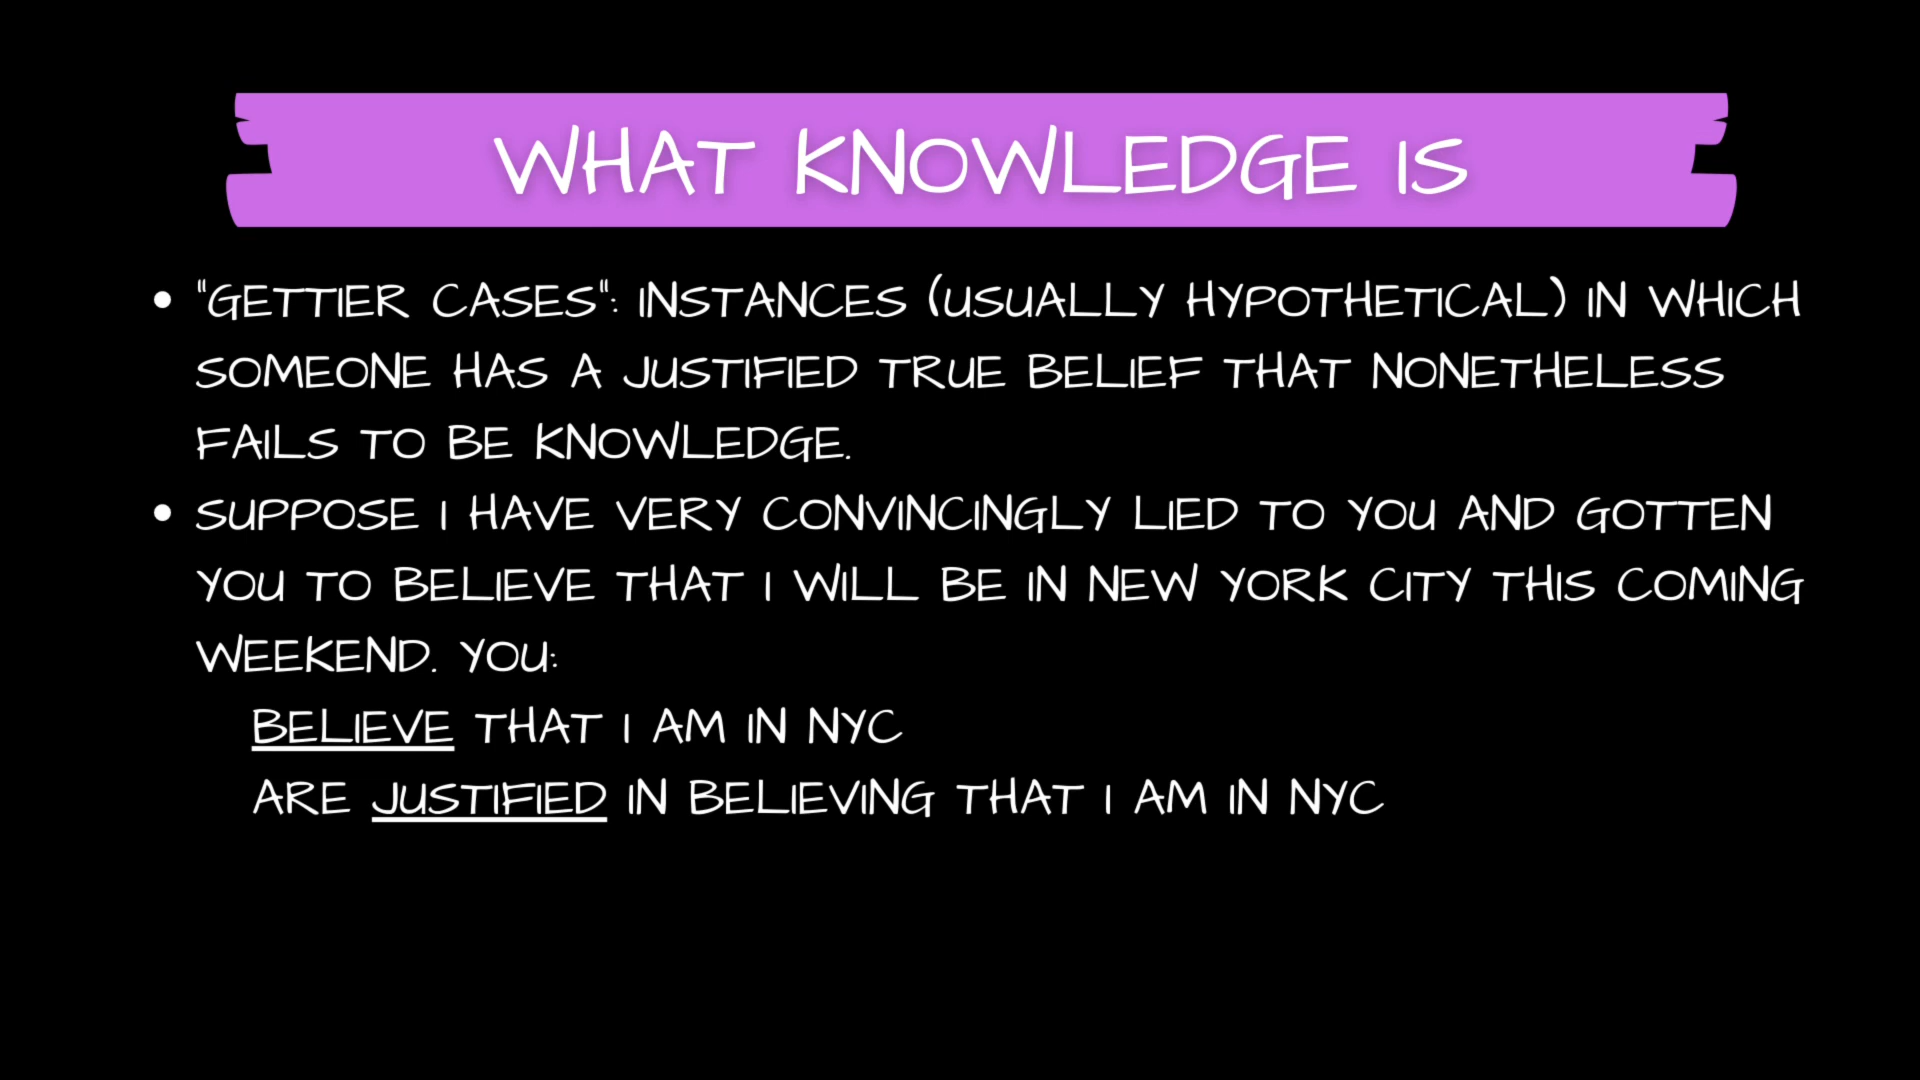 WHAT KNOWLEDGE IS
• "GETTIER CASES": INSTANCES (USUALLY HYPOTHETICAL) IN WHICH
SOMEONE HAS A JUSTIFIED TRUE BELIEF THAT NONETHELESS
FAILS TO BE KNOWLEDGE.
• SUPPOSE I HAVE VERY CONVINCINGLY LIED TO YOU AND GOTTEN
YOU TO BELIEVE THAT I WILL BE IN NEW YORK CITY THIS COMING
WEEKEND. YOU:
BELIEVE THAT I AM IN NYC
ARE JUSTIFIED IN BELIEVING THAT I AM IN NYC